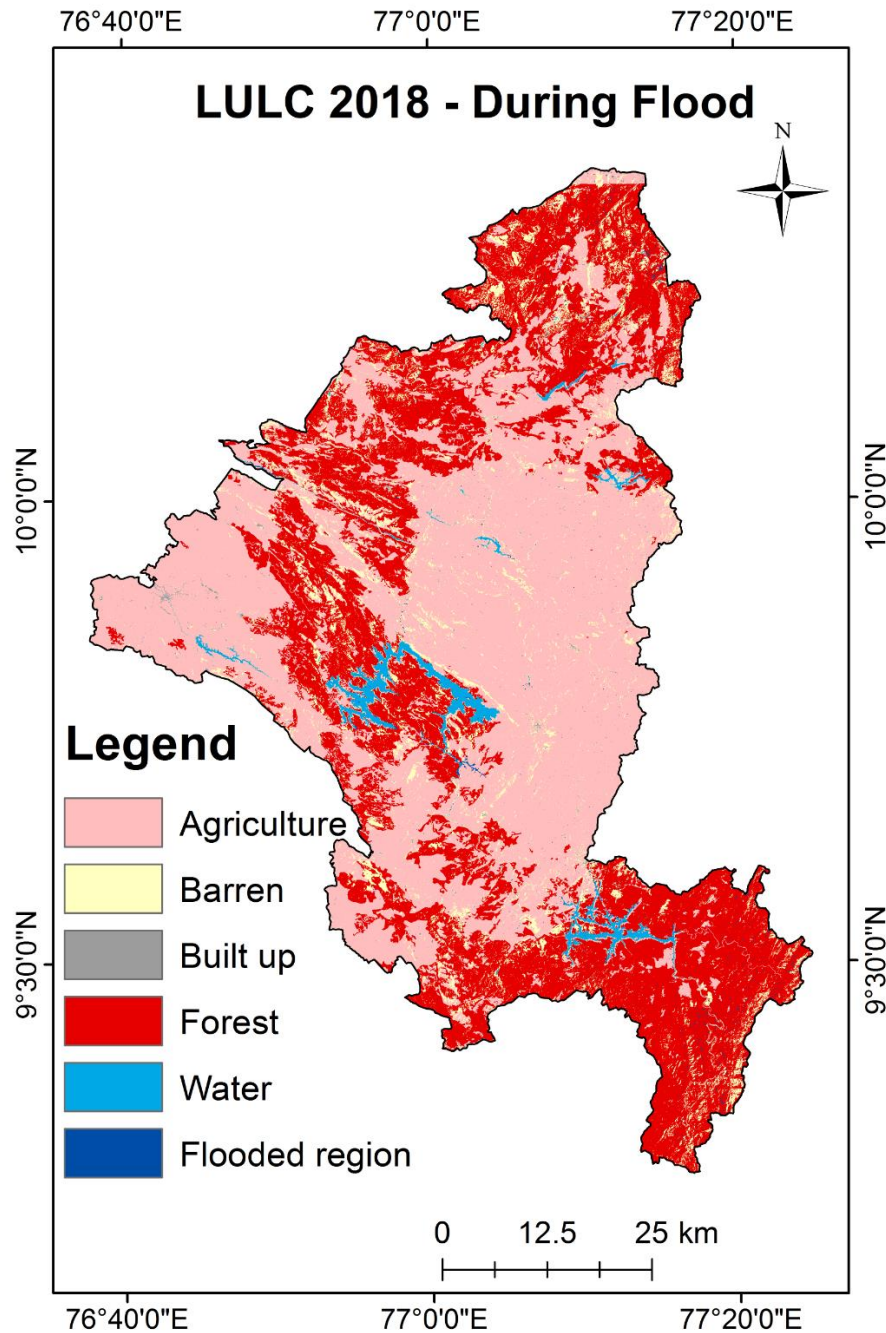 76°40'0"E 77°0'0"E 77°20'0"E
LULC 2018 - During Flood
N
10°0'0"N
10°0'0"N
Legend
Agriculture
Barren
Built up
Forest
Water
Flooded region
9°30'0"N
9°30'0"N
0 12.5 25 km
76°40'0"E 77°0'0"E 77°20'0"E